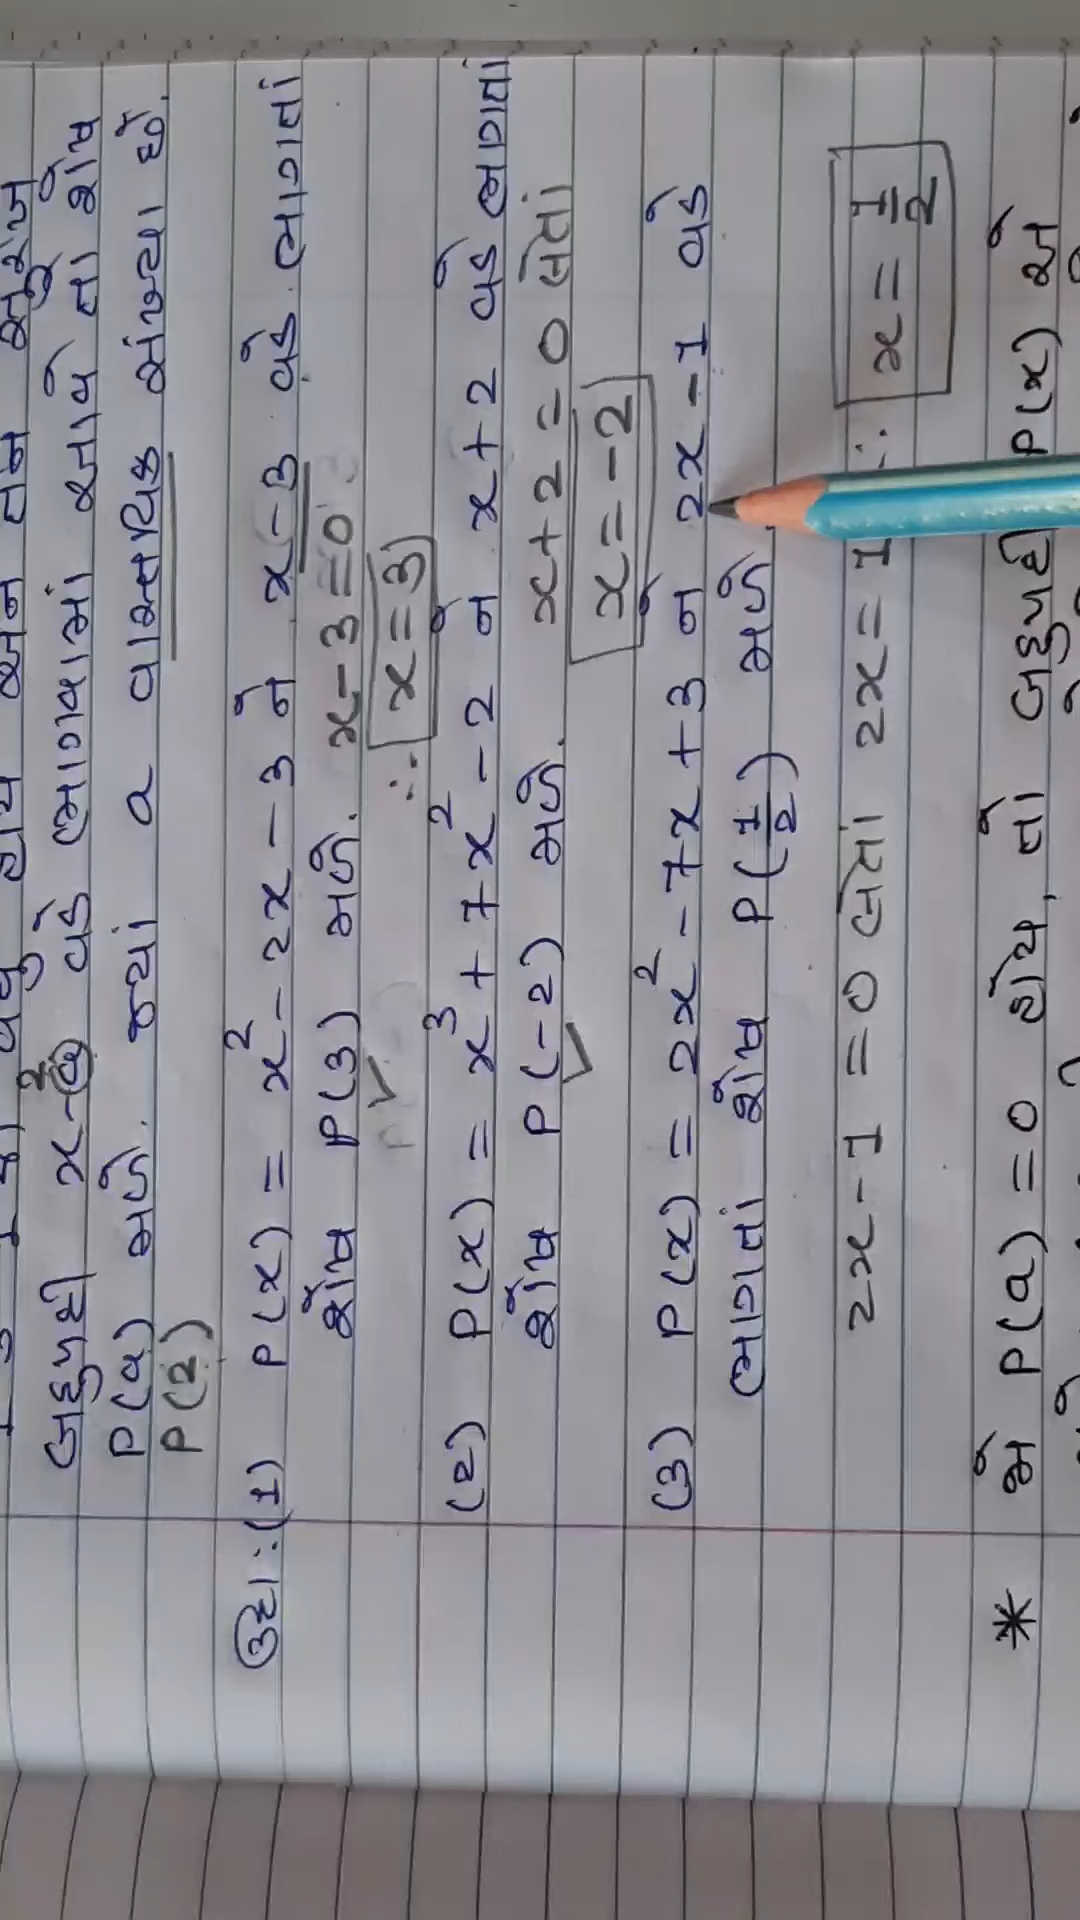 બહુપદી x-a વડે ભાગવામાં આવે તો શેષ
2
P(a) મળે. જ્યાં a વાસ્તવિક સંખ્યા છે.
P(2)
ઉદા.:(1) P(x) = x² - 2x - 3 ને x-3 વડે ભાગતાં
શેષ P(3) મળે. x-3=0
∴ x=3
(2) P(x) = x³ + 7x² - 2 ને x+2 વડે ભાગતાં
શેષ P(-2) મળે. x+2=0 લેતાં
x=-2
(3) P(x) = 2x² - 7x + 3 ને 2x-1 વડે
ભાગતાં શેષ P(1/2) મળે.
2x-1=0 લેતાં 2x=1 ∴ x=1/2
* જો P(a)=0 હોય, તો બહુપદી P(x) એ